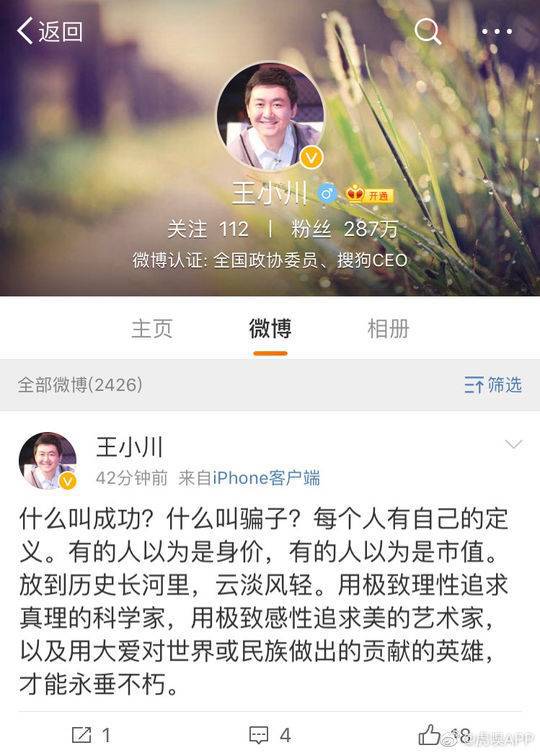 返回
王小川
开通
关注 112 | 粉丝 287万
微博认证: 全国政协委员、搜狗CEO
主页 微博 相册
全部微博(2426) 筛选
王小川
42分钟前 来自iPhone客户端
什么叫成功？什么叫骗子？每个人有自己的定
义。有的人以为是身价，有的人以为是市值。
放到历史长河里，云淡风轻。用极致理性追求
真理的科学家，用极致感性追求美的艺术家，
以及用大爱对世界或民族做出的贡献的英雄，
才能永垂不朽。
1 4 38